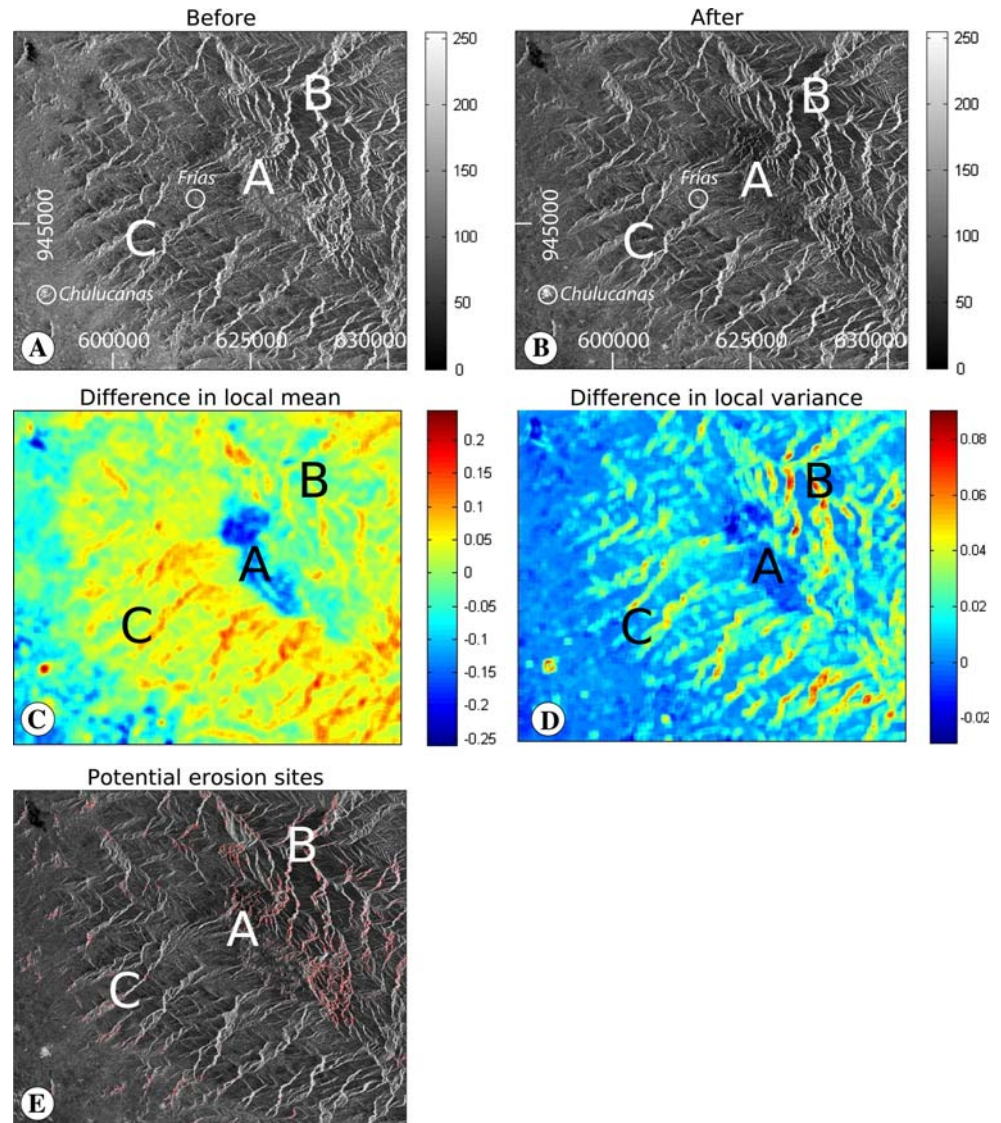 Before
After
B
A
Frías
C
Chulucanas
945000
600000
625000
630000
A
250
200
150
100
50
0
B
A
Frías
C
Chulucanas
945000
600000
625000
630000
B
250
200
150
100
50
0
Difference in local mean
Difference in local variance
B
A
C
C
0.2
0.15
0.1
0.05
0
-0.05
-0.1
-0.15
-0.2
-0.25
B
A
C
D
0.08
0.06
0.04
0.02
0
-0.02
Potential erosion sites
B
A
C
E